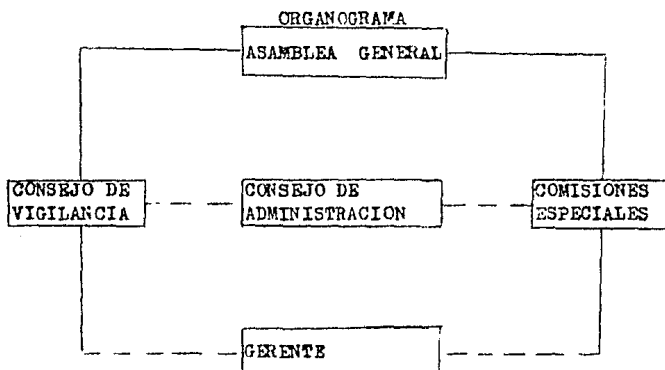 ORGANOGRAMA
ASAMBLEA GENERAL
CONSEJO DE
VIGILANCIA
CONSEJO DE
ADMINISTRACION
COMISIONES
ESPECIALES
GERENTE